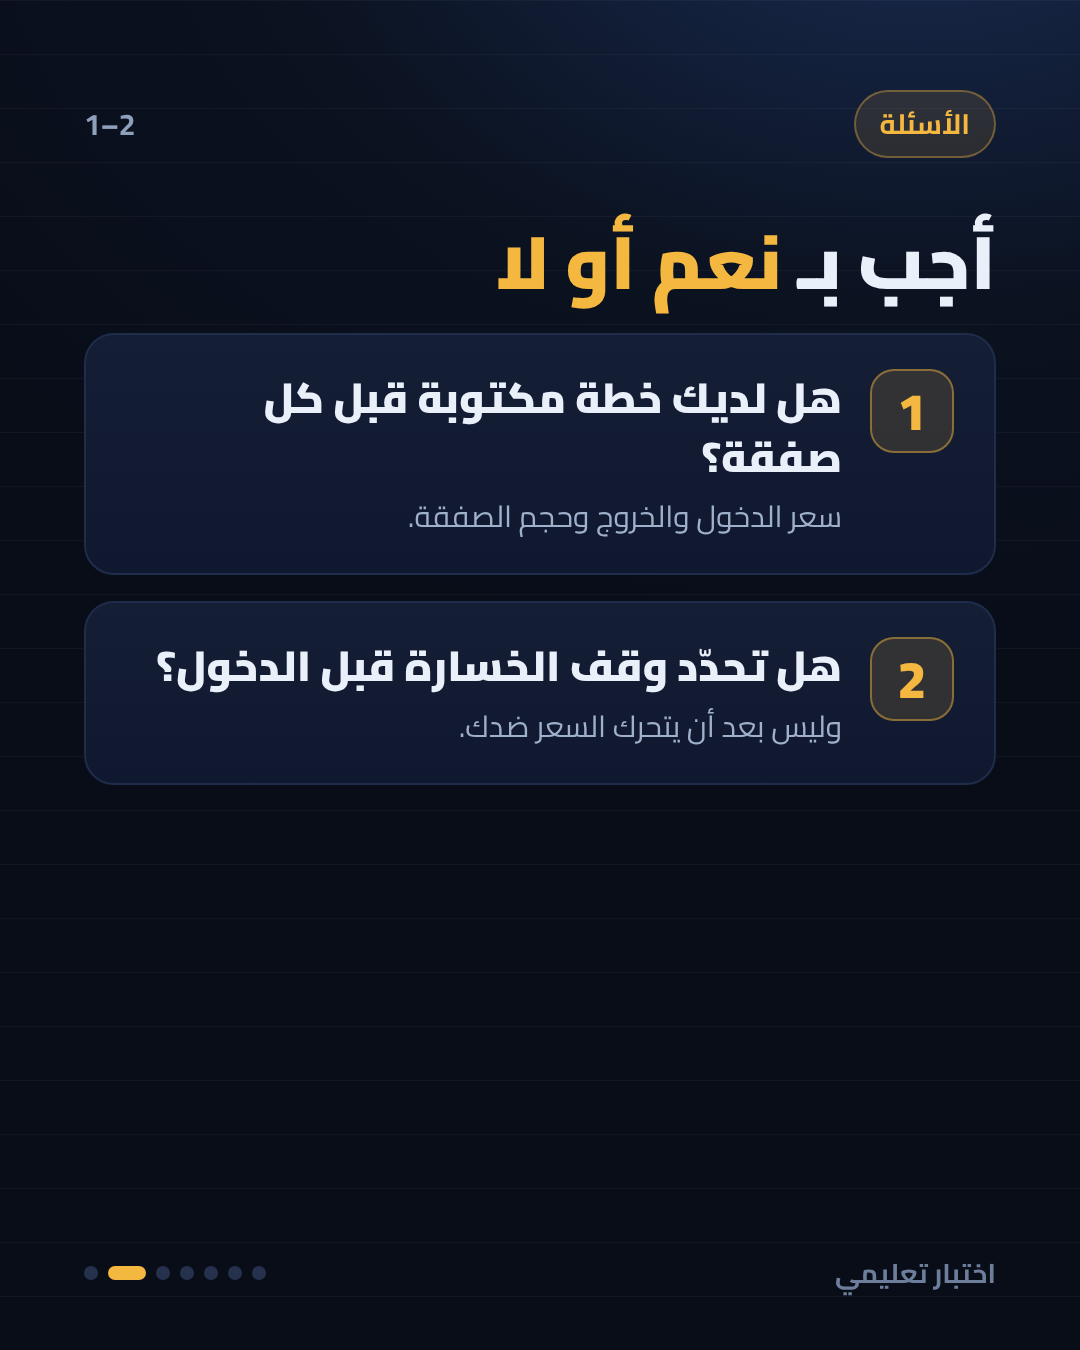 الأسئلة
1–2
أجب بـ نعم أو لا
1
هل لديك خطة مكتوبة قبل كل
صفقة؟
سعر الدخول والخروج وحجم الصفقة.
2
هل تحدّد وقف الخسارة قبل الدخول؟
وليس بعد أن يتحرك السعر ضدك.
اختبار تعليمي